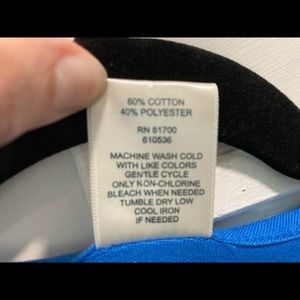 60% COTTON
40% POLYESTER
RN 61700
610536
MACHINE WASH COLD
WITH LIKE COLORS
GENTLE CYCLE
ONLY NON-CHLORINE
BLEACH WHEN NEEDED
TUMBLE DRY LOW
COOL IRON
IF NEEDED